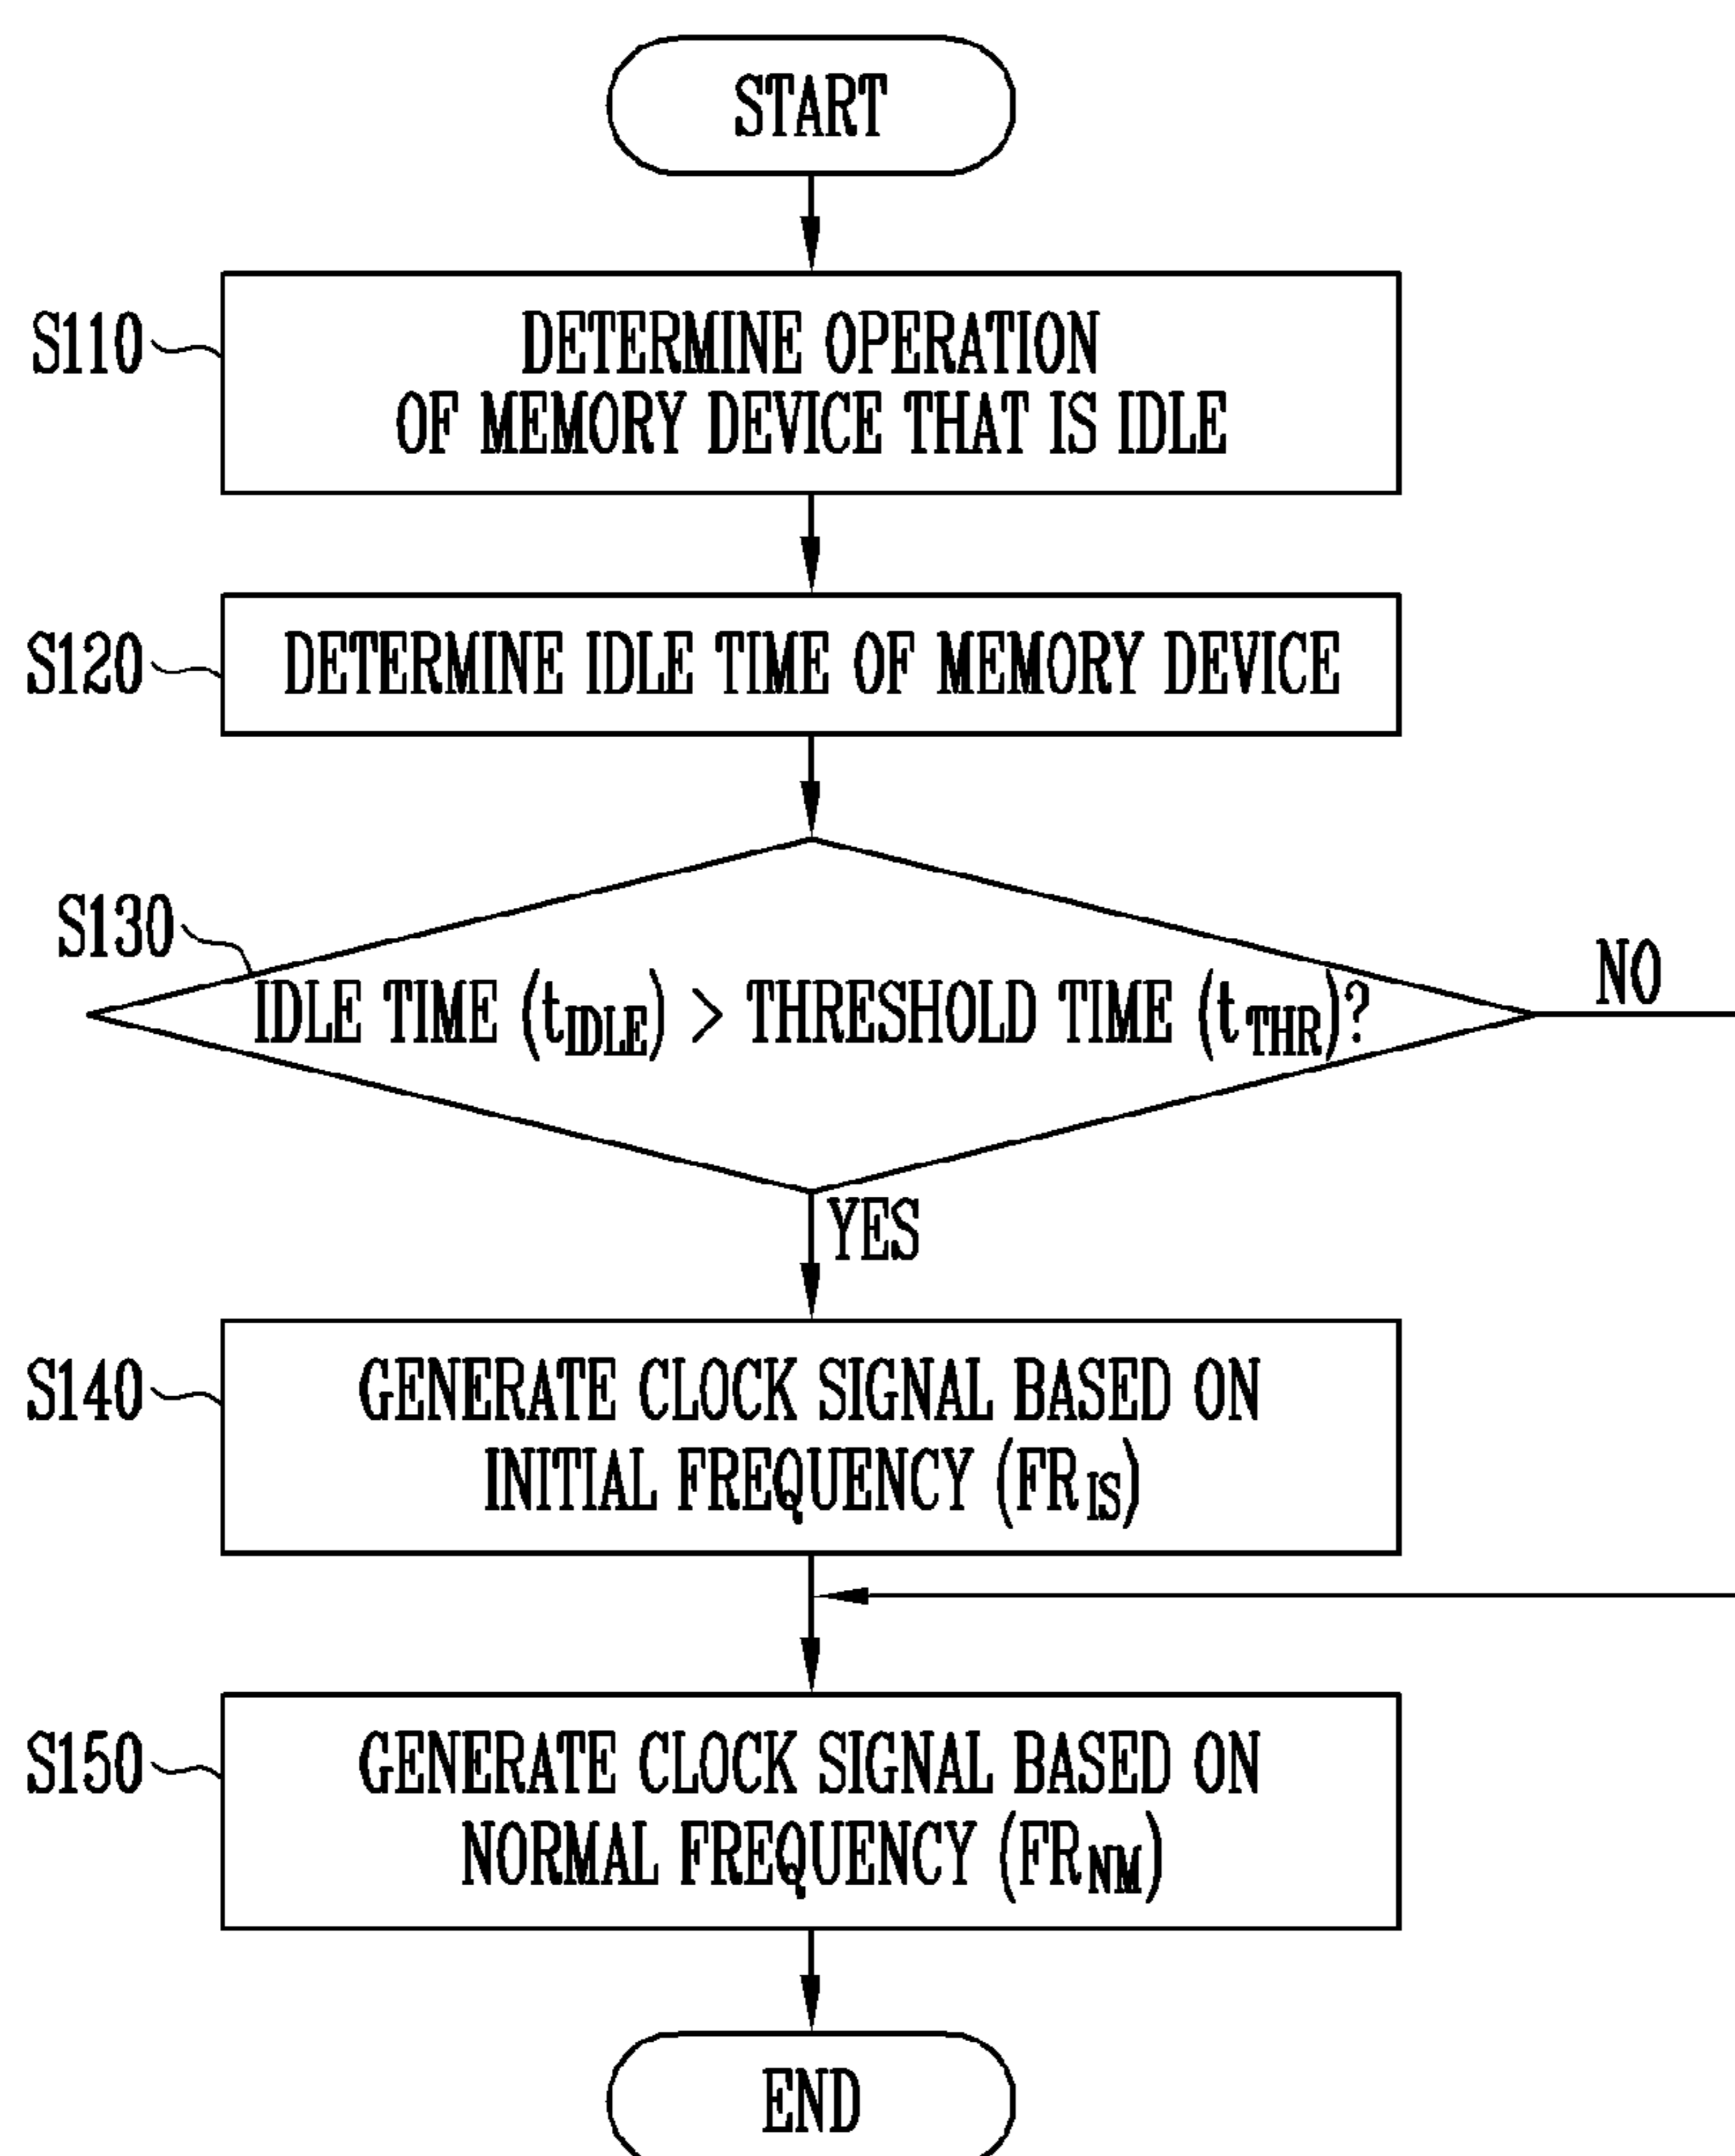 START
S110
DETERMINE OPERATION
OF MEMORY DEVICE THAT IS IDLE
S120
DETERMINE IDLE TIME OF MEMORY DEVICE
S130
IDLE TIME (tIDLE) > THRESHOLD TIME (tTHR)?
NO
YES
S140
GENERATE CLOCK SIGNAL BASED ON
INITIAL FREQUENCY (FRIS)
S150
GENERATE CLOCK SIGNAL BASED ON
NORMAL FREQUENCY (FRNM)
END